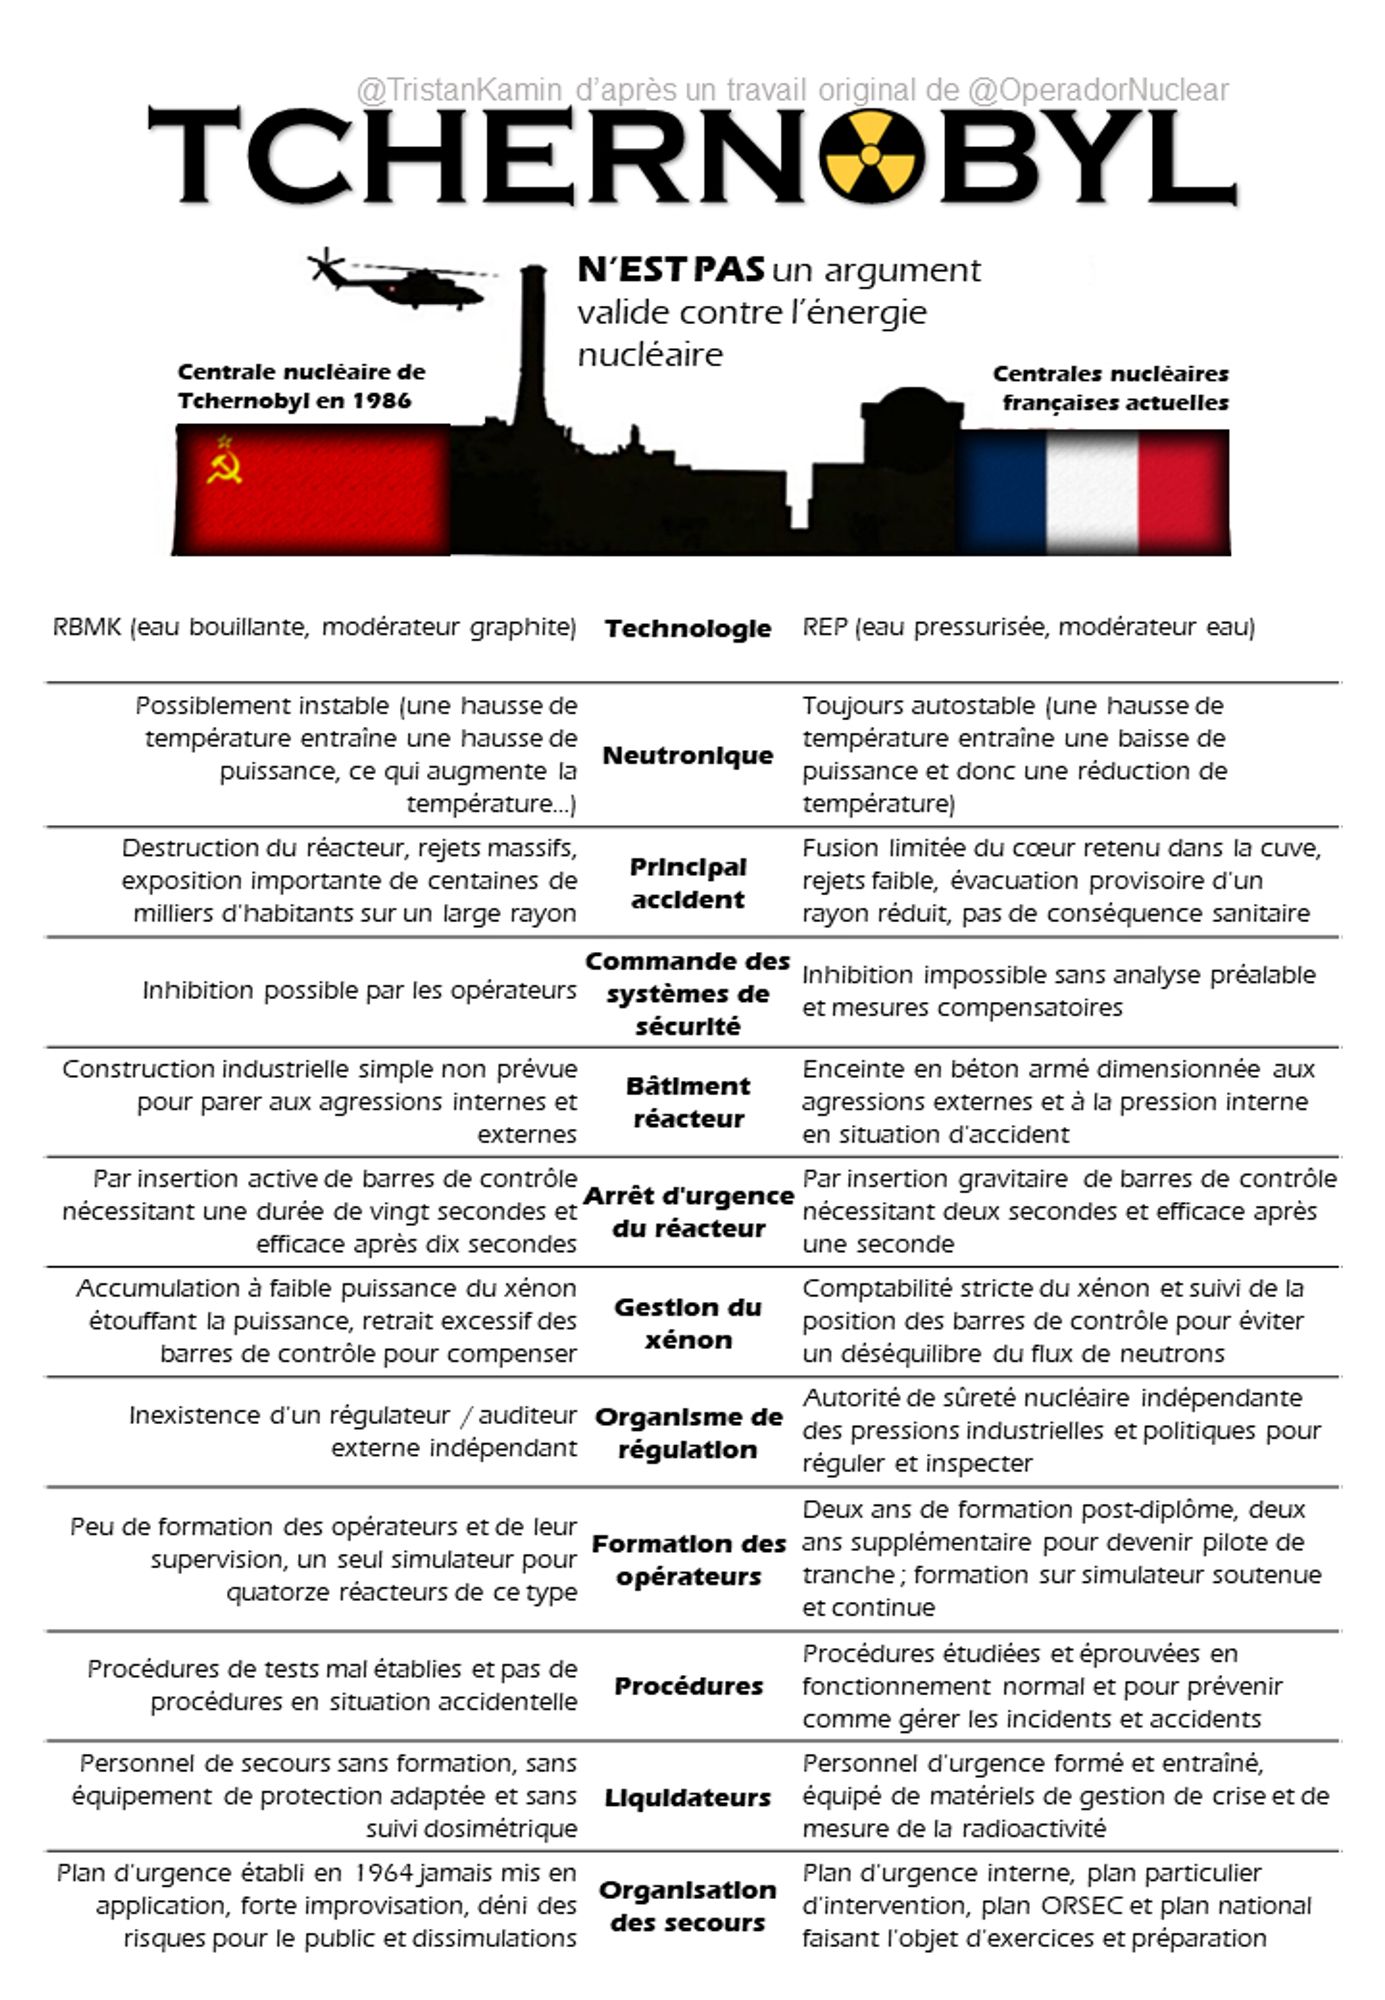 @TristanKamin d'après un travail original de @OperadorNuclear
TCHERNOBYL
N'EST PAS un argument
valide contre l'énergie
nucléaire
Centrale nucléaire de
Tchernobyl en 1986
Centrales nucléaires
françaises actuelles
RBMK (eau bouillante, modérateur graphite)
Technologie
REP (eau pressurisée, modérateur eau)
Possiblement instable (une hausse de
température entraîne une hausse de
puissance, ce qui augmente la
température...)
Neutronique
Toujours autostable (une hausse de
température entraîne une baisse de
puissance et donc une réduction de
température)
Destruction du réacteur, rejets massifs,
exposition importante de centaines de
milliers d'habitants sur un large rayon
Principal
accident
Fusion limitée du cœur retenu dans la cuve,
rejets faible, évacuation provisoire d'un
rayon réduit, pas de conséquence sanitaire
Inhibition possible par les opérateurs
Commande des
systèmes de
sécurité
Inhibition impossible sans analyse préalable
et mesures compensatoires
Construction industrielle simple non prévue
pour parer aux agressions internes et
externes
Bâtiment
réacteur
Enceinte en béton armé dimensionnée aux
agressions externes et à la pression interne
en situation d'accident
Par insertion active de barres de contrôle
nécessitant une durée de vingt secondes et
efficace après dix secondes
Arrêt d'urgence
du réacteur
Par insertion gravitaire de barres de contrôle
nécessitant deux secondes et efficace après
une seconde
Accumulation à faible puissance du xénon
étouffant la puissance, retrait excessif des
barres de contrôle pour compenser
Gestion du
xénon
Comptabilité stricte du xénon et suivi de la
position des barres de contrôle pour éviter
un déséquilibre du flux de neutrons
Inexistence d'un régulateur / auditeur
externe indépendant
Organisme de
régulation
Autorité de sûreté nucléaire indépendante
des pressions industrielles et politiques pour
réguler et inspecter
Peu de formation des opérateurs et de leur
supervision, un seul simulateur pour
quatorze réacteurs de ce type
Formation des
opérateurs
Deux ans de formation post-diplôme, deux
ans supplémentaire pour devenir pilote de
tranche ; formation sur simulateur soutenue
et continue
Procédures de tests mal établies et pas de
procédures en situation accidentelle
Procédures
Procédures étudiées et éprouvées en
fonctionnement normal et pour prévenir
comme gérer les incidents et accidents
Personnel de secours sans formation, sans
équipement de protection adaptée et sans
suivi dosimétrique
Liquidateurs
Personnel d'urgence formé et entraîné,
équipé de matériels de gestion de crise et de
mesure de la radioactivité
Plan d'urgence établi en 1964 jamais mis en
application, forte improvisation, déni des
risques pour le public et dissimulations
Organisation
des secours
Plan d'urgence interne, plan particulier
d'intervention, plan ORSEC et plan national
faisant l'objet d'exercices et préparation